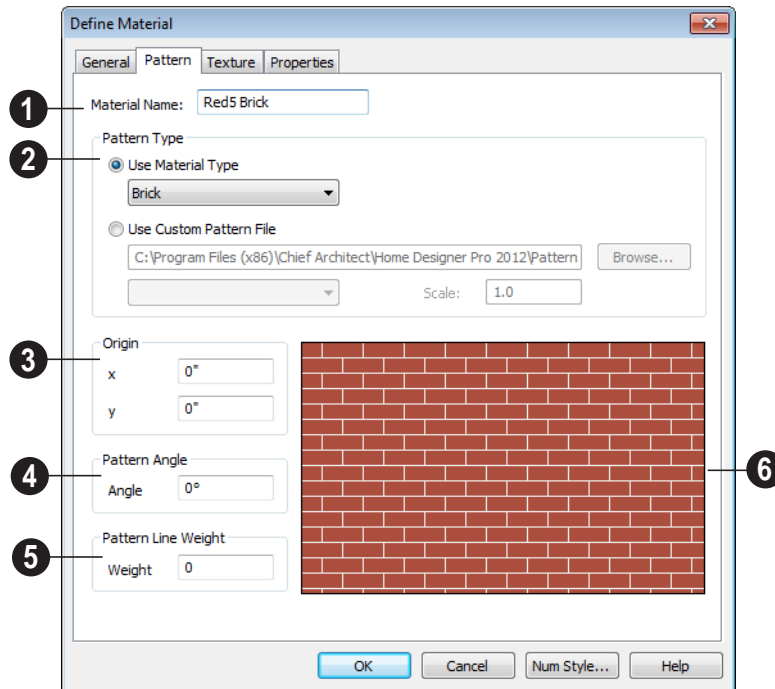 Define Material
General Pattern Texture Properties
1 Material Name: Red5 Brick
Pattern Type
2 Use Material Type
Brick
Use Custom Pattern File
C:\Program Files (x86)\Chief Architect\Home Designer Pro 2012\Pattern Browse...
Scale: 1.0
3 Origin
x 0"
y 0"
Pattern Angle
4 Angle 0°
6
Pattern Line Weight
5 Weight 0
OK Cancel Num Style... Help